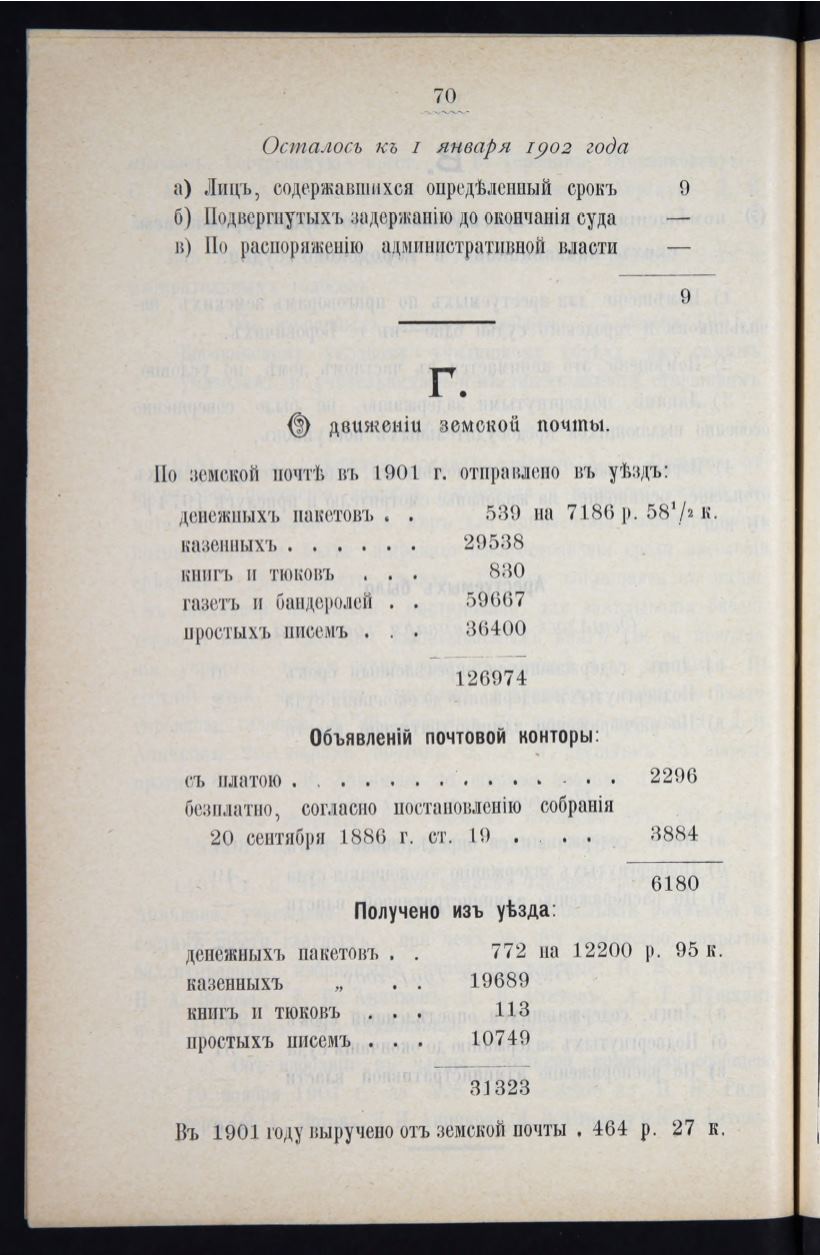 70
Осталось къ 1 января 1902 года
а) Лицъ, содержавшихся опредѣленный срокъ 9
б) Подвергнутыхъ задержанію до окончанія суда —
в) По распоряженію административной власти —
9
Г.
О движеніи земской почты.
По земской почтѣ въ 1901 г. отправлено въ уѣздъ:
денежныхъ пакетовъ . . 539 на 7186 р. 58¹/₂ к.
казенныхъ . . . . . . 29538
книгъ и тюковъ . . . 830
газетъ и бандеролей . . 59667
простыхъ писемъ . . . 36400
126974
Объявленій почтовой конторы:
съ платою . . . . . . . . . . . . . . 2296
безплатно, согласно постановленію собранія
20 сентября 1886 г. ст. 19 . . . . 3884
6180
Получено изъ уѣзда:
денежныхъ пакетовъ . . 772 на 12200 р. 95 к.
казенныхъ „ . . 19689
книгъ и тюковъ . . . 113
простыхъ писемъ . . . 10749
31323
Въ 1901 году выручено отъ земской почты . 464 р. 27 к.